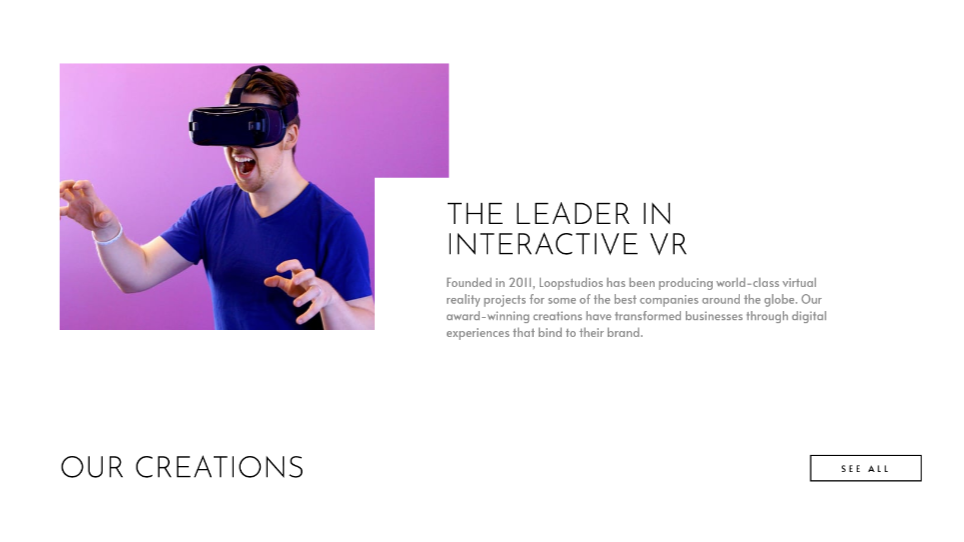 THE LEADER IN
INTERACTIVE VR
Founded in 2011, Loopstudios has been producing world-class virtual
reality projects for some of the best companies around the globe. Our
award-winning creations have transformed businesses through digital
experiences that bind to their brand.
OUR CREATIONS
SEE ALL